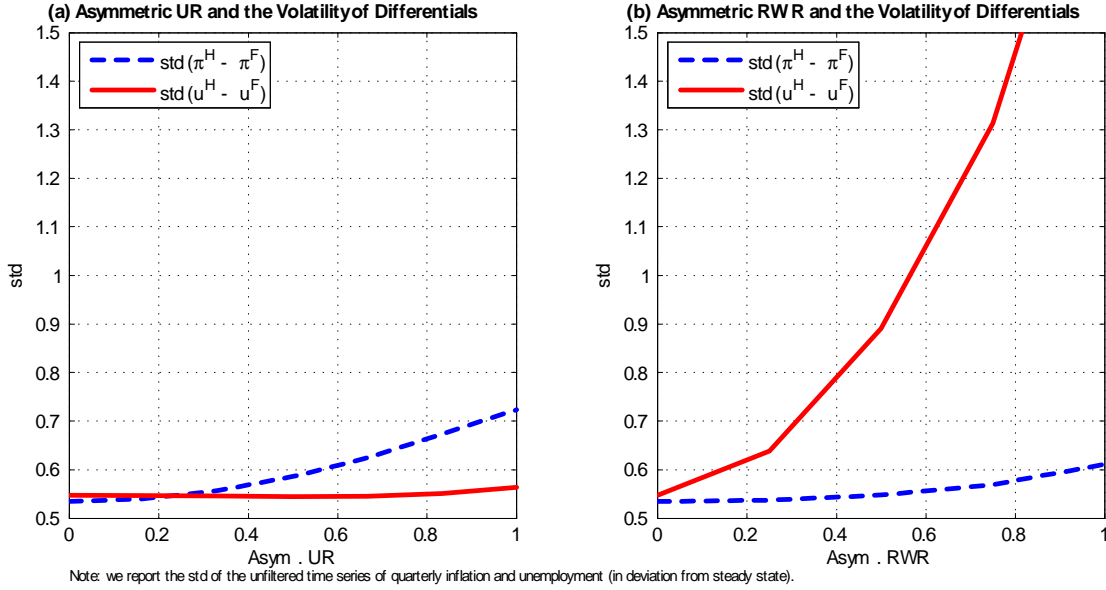 (a) Asymmetric UR and the Volatility of Differentials
1.5
1.4
1.3
1.2
1.1
1
0.9
0.8
0.7
0.6
0.5
std
std (π^H - π^F)
std (u^H - u^F)
0 0.2 0.4 0.6 0.8 1
Asym . UR
(b) Asymmetric RWR and the Volatility of Differentials
1.5
1.4
1.3
1.2
1.1
1
0.9
0.8
0.7
0.6
0.5
std
std (π^H - π^F)
std (u^H - u^F)
0 0.2 0.4 0.6 0.8 1
Asym . RWR
Note: we report the std of the unfiltered time series of quarterly inflation and unemployment (in deviation from steady state).